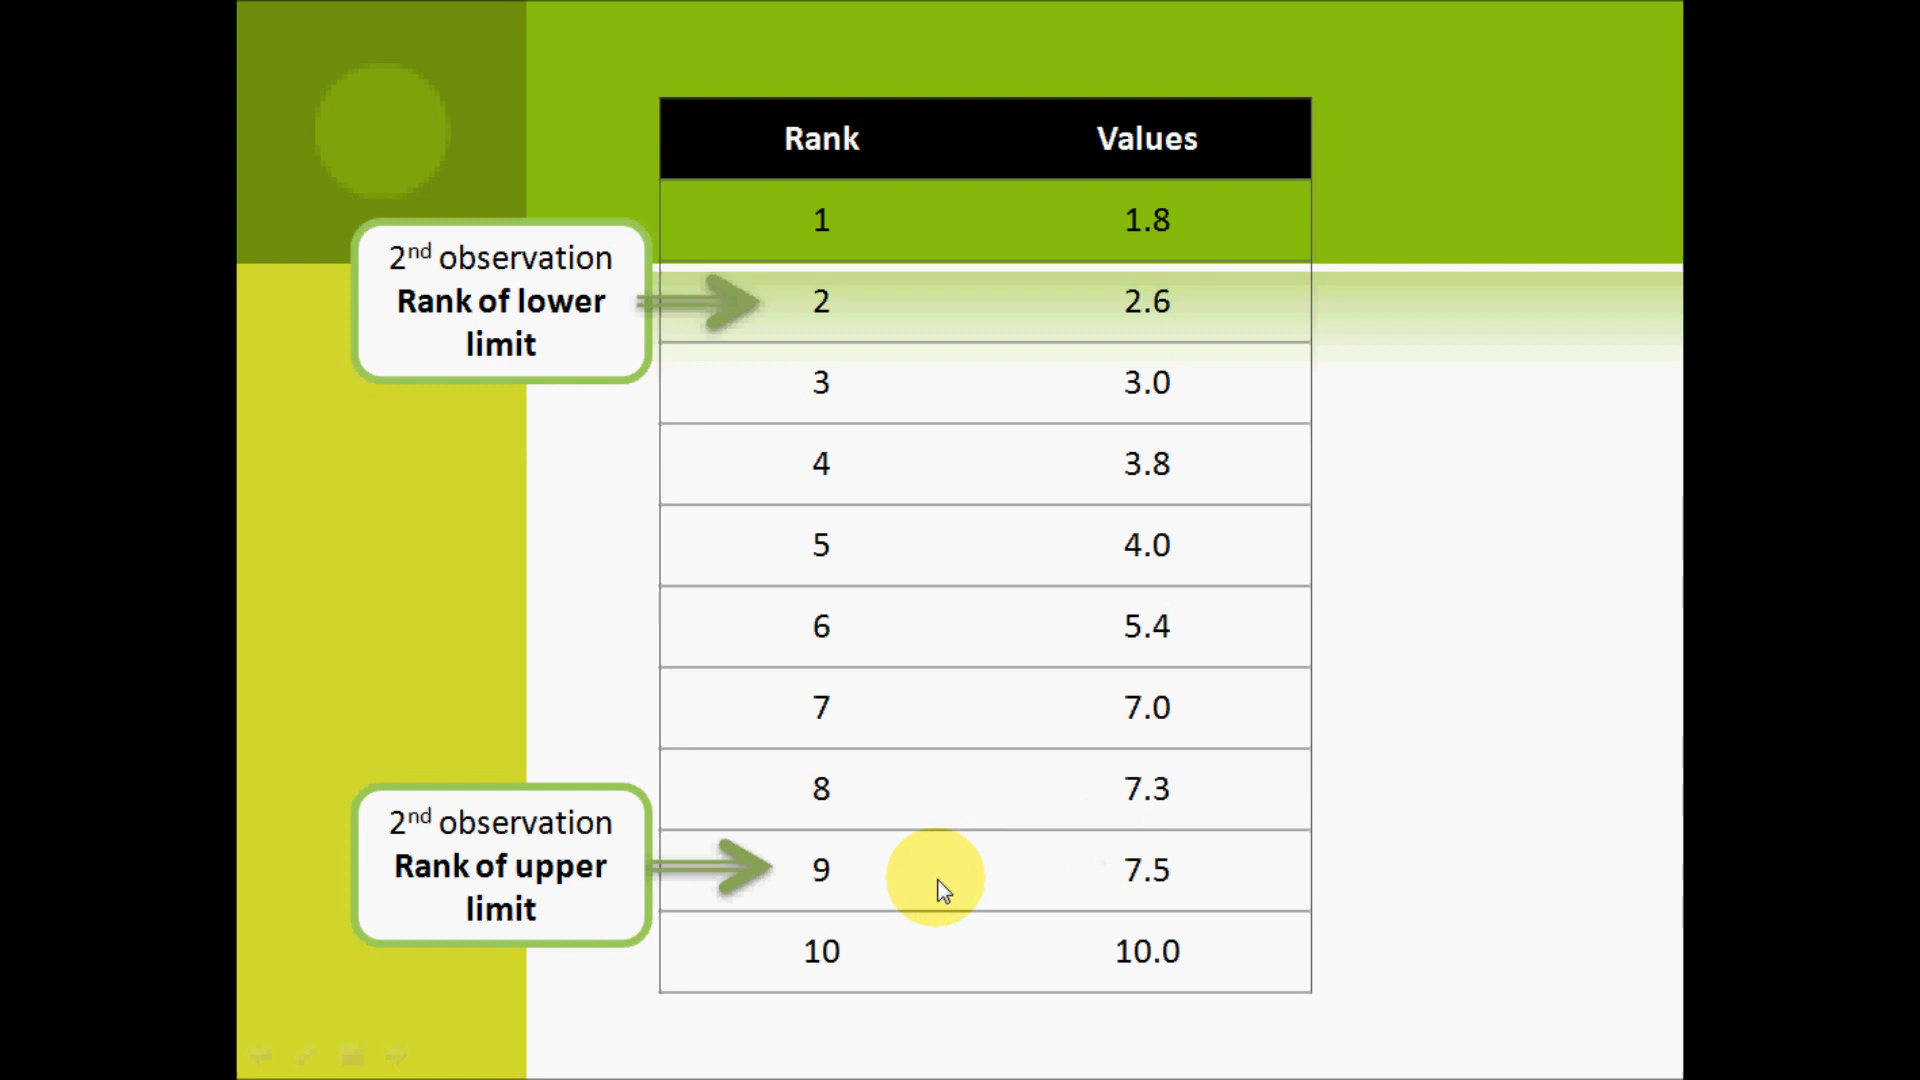 Rank Values
1 1.8
2nd observation
Rank of lower
limit
2 2.6
3 3.0
4 3.8
5 4.0
6 5.4
7 7.0
8 7.3
2nd observation
Rank of upper
limit
9 7.5
10 10.0